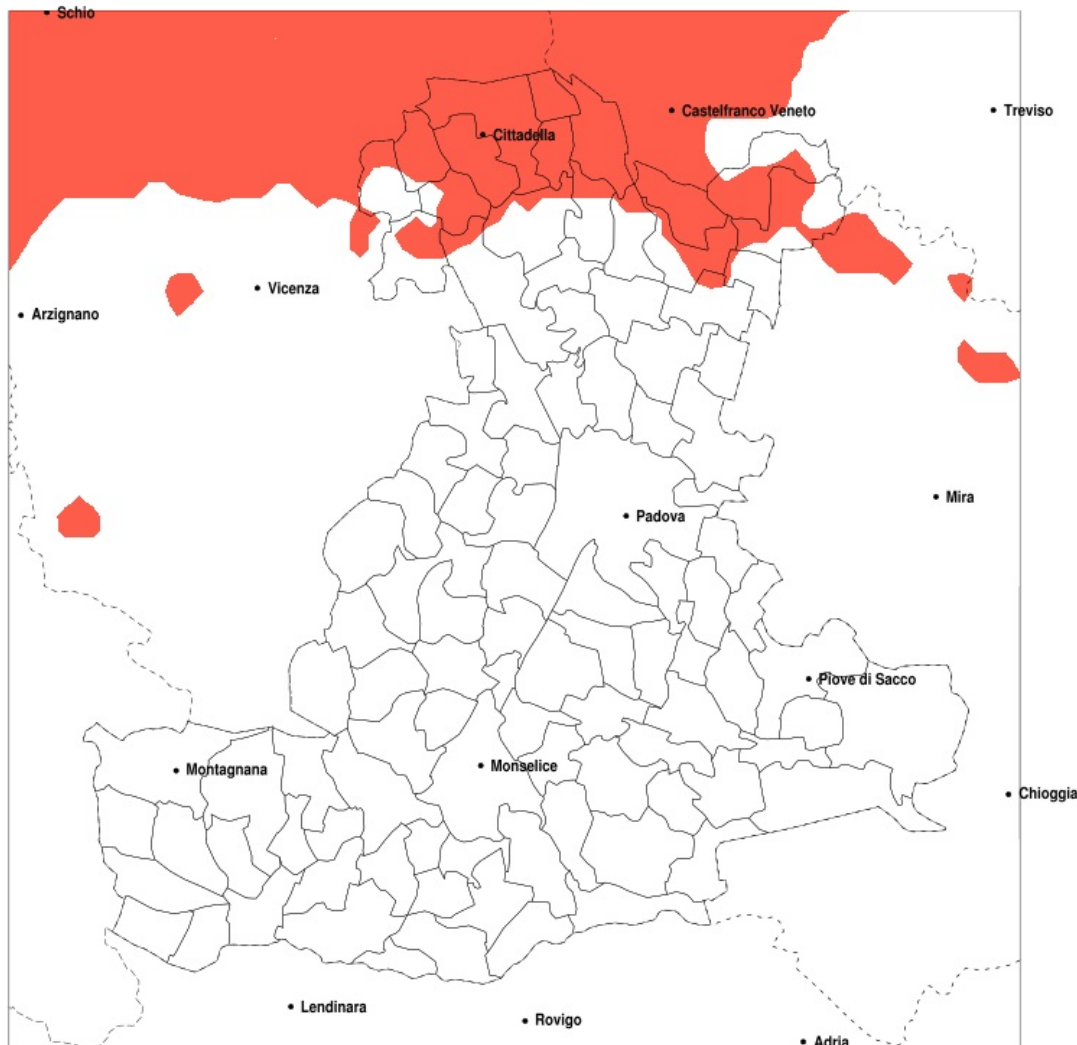 Schio
Castelfranco Veneto
Treviso
Cittadella
Vicenza
Arzignano
Mira
Padova
Piove di Sacco
Montagnana
Monselice
Chioggia
Lendinara
Rovigo
Adria